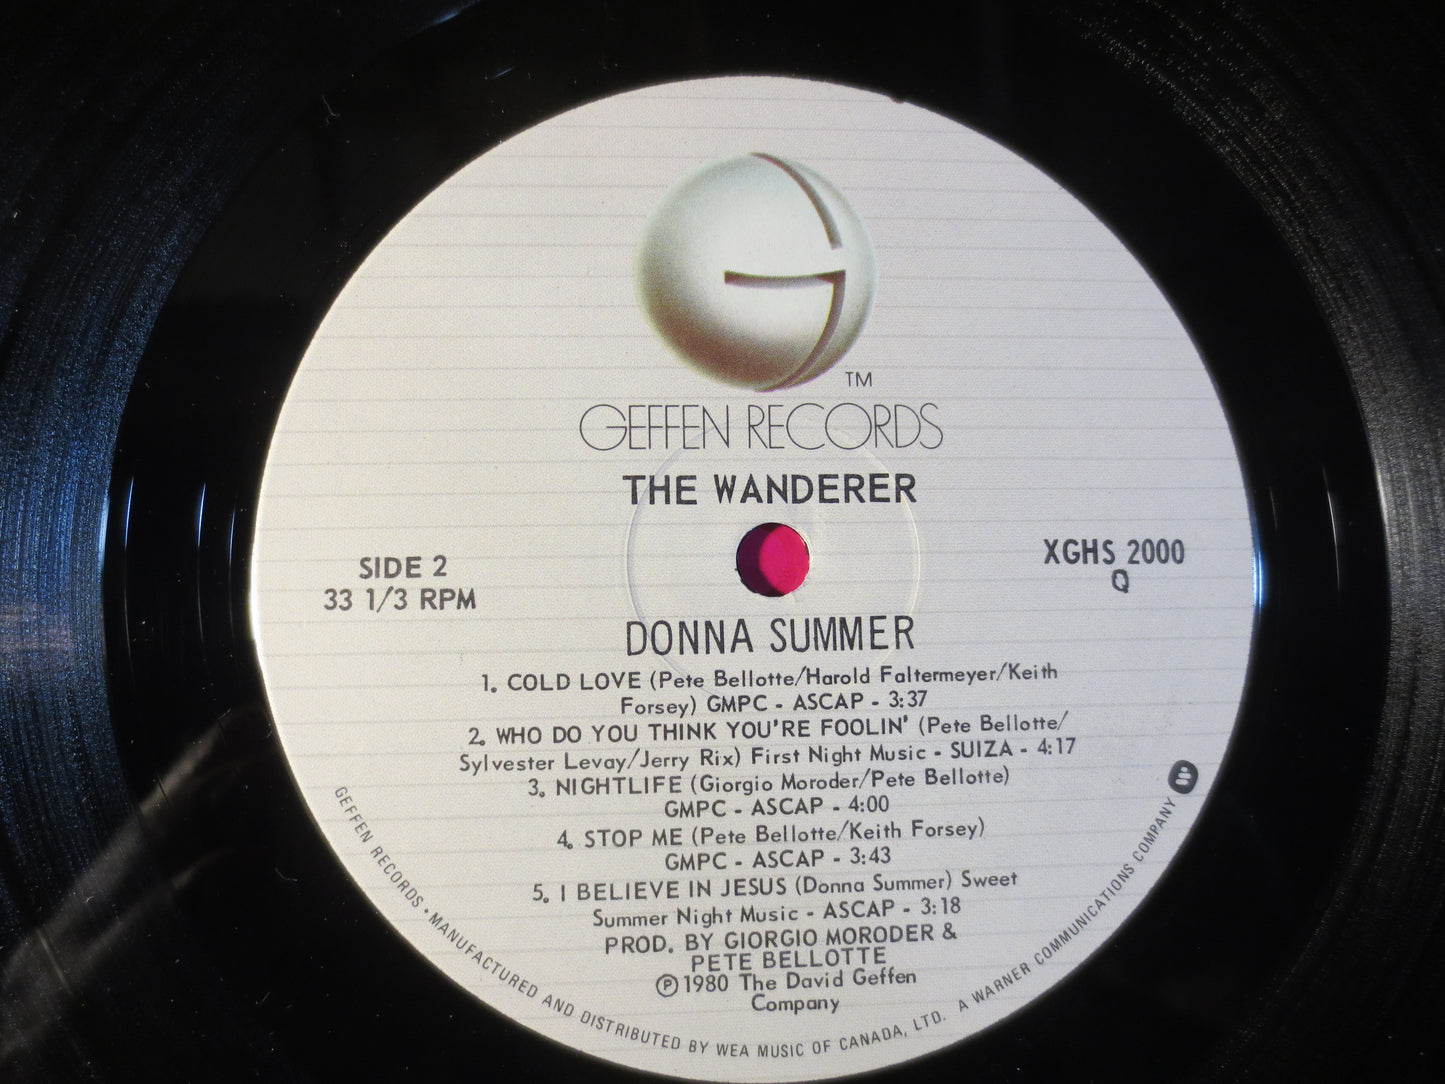 TM
GEFFEN RECORDS
THE WANDERER
SIDE 2
33 1/3 RPM
XGHS 2000
Q
DONNA SUMMER
1. COLD LOVE (Pete Bellotte/Harold Faltermeyer/Keith
Forsey) GMPC - ASCAP - 3:37
2. WHO DO YOU THINK YOU'RE FOOLIN' (Pete Bellotte/
Sylvester Levay/Jerry Rix) First Night Music - SUIZA - 4:17
3. NIGHTLIFE (Giorgio Moroder/Pete Bellotte)
GMPC - ASCAP - 4:00
4. STOP ME (Pete Bellotte/Keith Forsey)
GMPC - ASCAP - 3:43
5. I BELIEVE IN JESUS (Donna Summer) Sweet
Summer Night Music - ASCAP - 3:18
PROD. BY GIORGIO MORODER &
PETE BELLOTTE
℗ 1980 The David Geffen
Company
GEFFEN RECORDS • MANUFACTURED AND DISTRIBUTED BY WEA MUSIC OF CANADA, LTD. A WARNER COMMUNICATIONS COMPANY